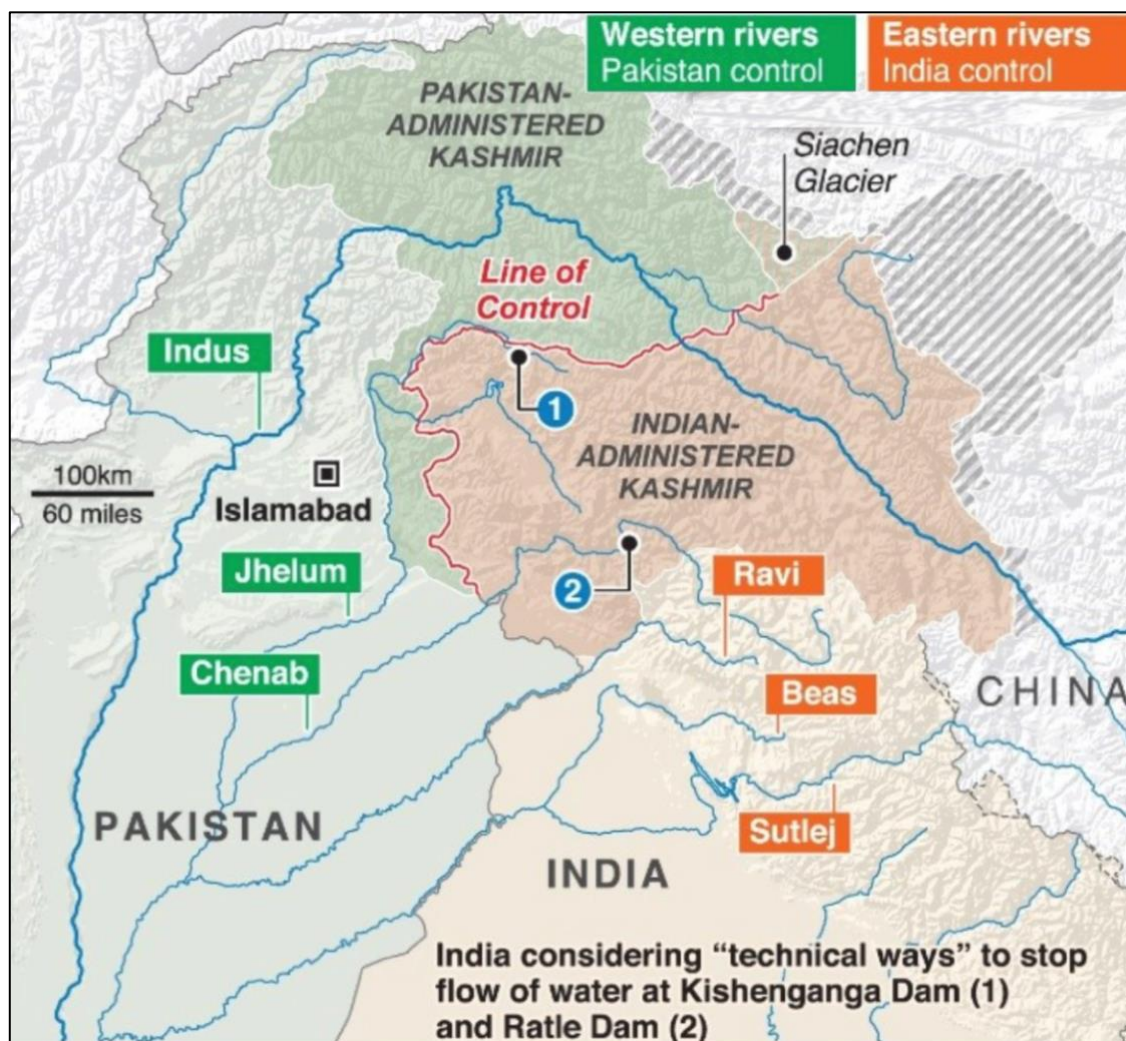 Western rivers
Pakistan control
Eastern rivers
India control
PAKISTAN-
ADMINISTERED
KASHMIR
Siachen
Glacier
Line of
Control
Indus
1
INDIAN-
ADMINISTERED
KASHMIR
100km
60 miles
Islamabad
Jhelum
2
Ravi
Chenab
Beas
CHINA
PAKISTAN
Sutlej
INDIA
India considering “technical ways” to stop
flow of water at Kishenganga Dam (1)
and Ratle Dam (2)